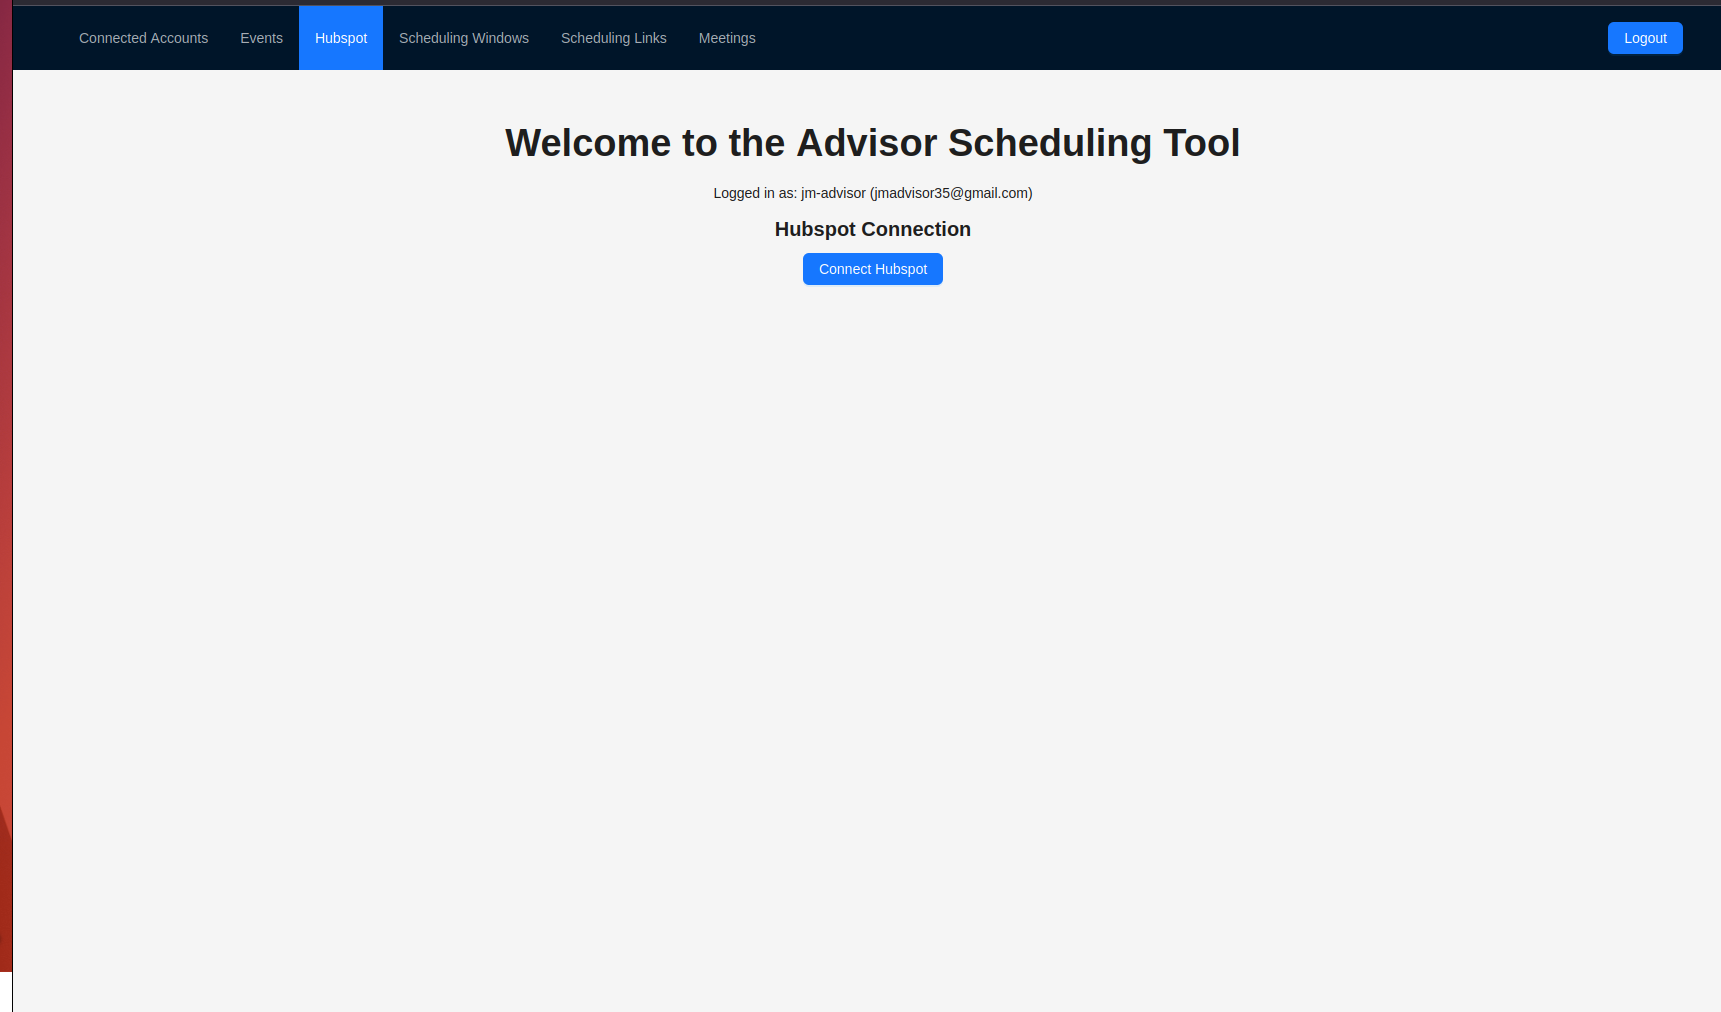 Connected Accounts Events Hubspot Scheduling Windows Scheduling Links Meetings Logout
Welcome to the Advisor Scheduling Tool
Logged in as: jm-advisor (jmadvisor35@gmail.com)
Hubspot Connection
Connect Hubspot